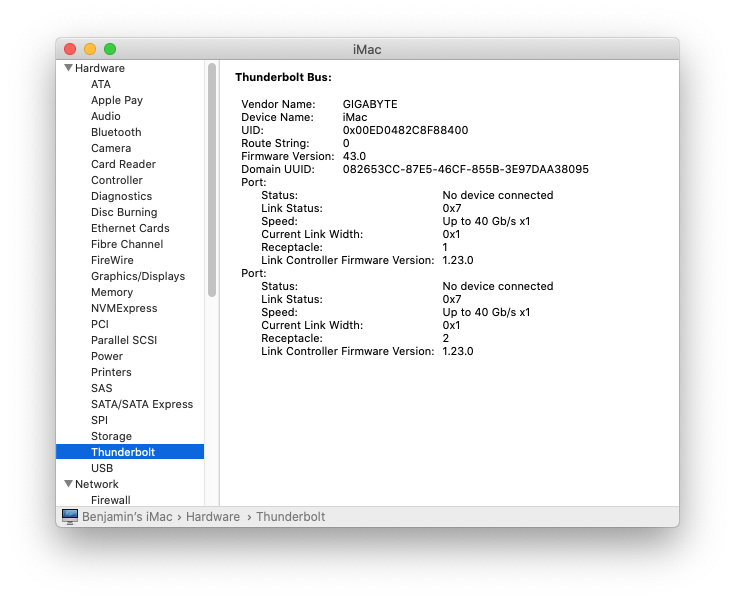 iMac
Hardware
ATA
Apple Pay
Audio
Bluetooth
Camera
Card Reader
Controller
Diagnostics
Disc Burning
Ethernet Cards
Fibre Channel
FireWire
Graphics/Displays
Memory
NVMExpress
PCI
Parallel SCSI
Power
Printers
SAS
SATA/SATA Express
SPI
Storage
Thunderbolt
USB
Network
Firewall
Thunderbolt Bus:
Vendor Name: GIGABYTE
Device Name: iMac
UID: 0x00ED0482C8F88400
Route String: 0
Firmware Version: 43.0
Domain UUID: 082653CC-87E5-46CF-855B-3E97DAA38095
Port:
Status: No device connected
Link Status: 0x7
Speed: Up to 40 Gb/s x1
Current Link Width: 0x1
Receptacle: 1
Link Controller Firmware Version: 1.23.0
Port:
Status: No device connected
Link Status: 0x7
Speed: Up to 40 Gb/s x1
Current Link Width: 0x1
Receptacle: 2
Link Controller Firmware Version: 1.23.0
Benjamin’s iMac › Hardware › Thunderbolt